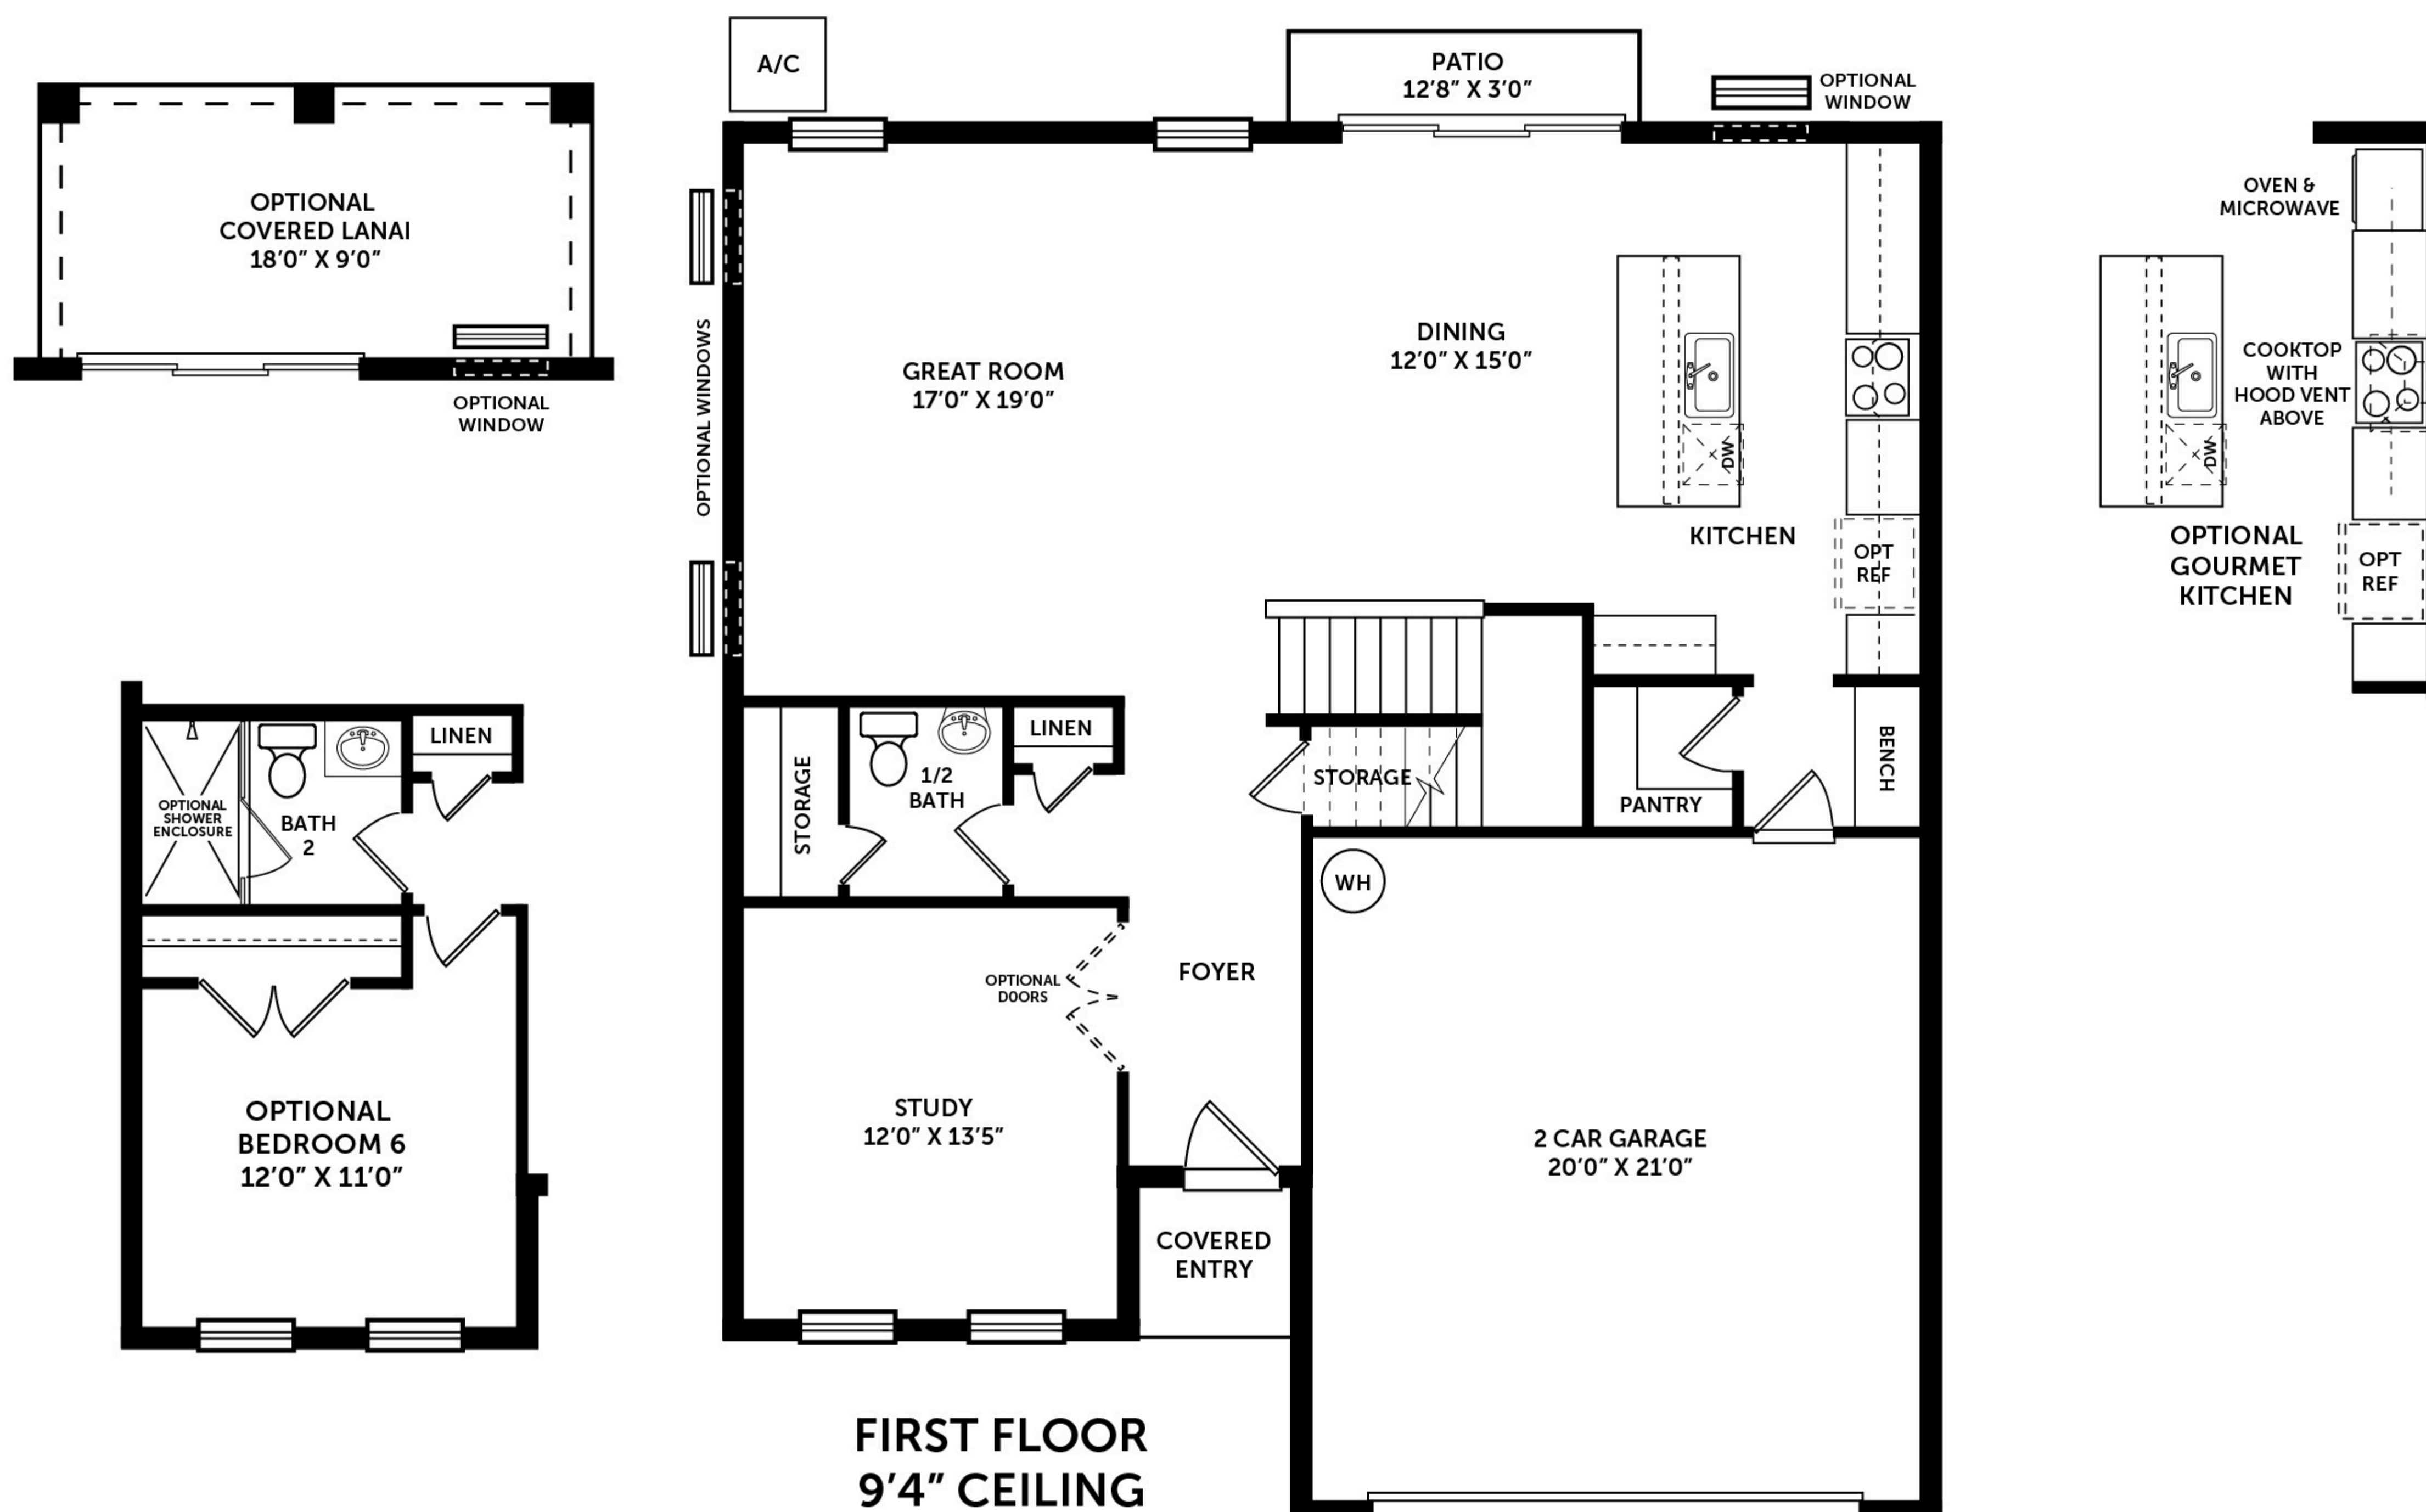 A/C
PATIO
12'8" X 3'0"
OPTIONAL
WINDOW
OPTIONAL
COVERED LANAI
18'0" X 9'0"
OPTIONAL
WINDOW
OPTIONAL WINDOWS
GREAT ROOM
17'0" X 19'0"
DINING
12'0" X 15'0"
DW
KITCHEN
OPT
REF
OVEN &
MICROWAVE
COOKTOP
WITH
HOOD VENT
ABOVE
DW
OPTIONAL
GOURMET
KITCHEN
OPT
REF
LINEN
OPTIONAL
SHOWER
ENCLOSURE
BATH
2
OPTIONAL
BEDROOM 6
12'0" X 11'0"
STORAGE
1/2
BATH
LINEN
STORAGE
PANTRY
BENCH
WH
FOYER
OPTIONAL
DOORS
STUDY
12'0" X 13'5"
2 CAR GARAGE
20'0" X 21'0"
COVERED
ENTRY
FIRST FLOOR
9'4" CEILING